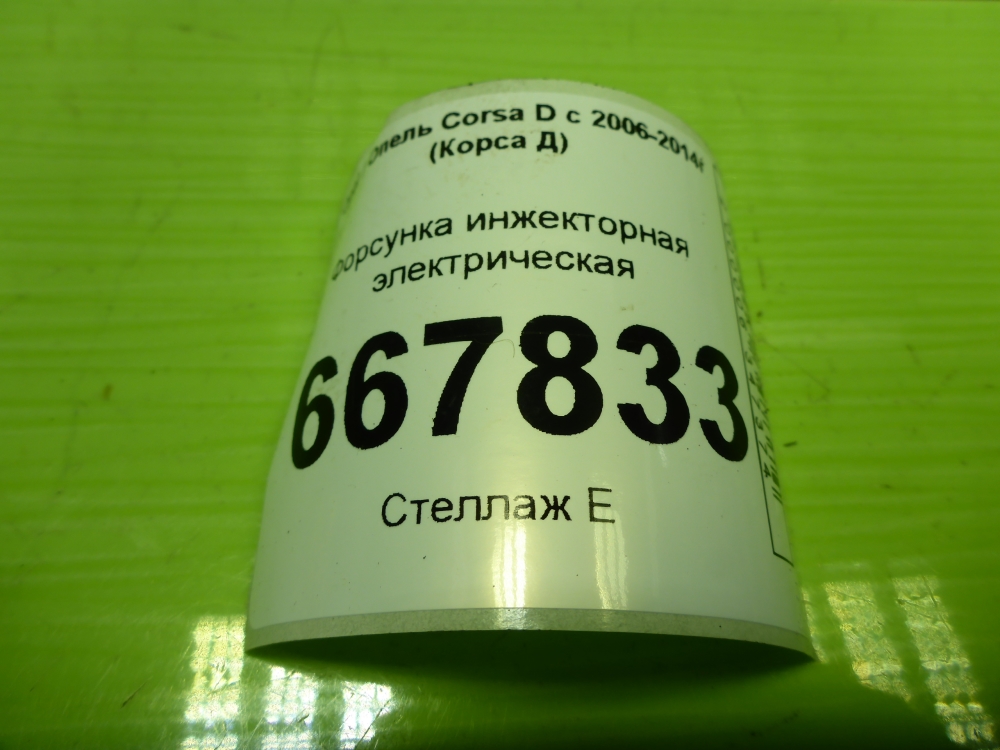 Опель Corsa D с 2006-2014г
(Корса Д)
форсунка инжекторная
электрическая
667833
Стеллаж Е